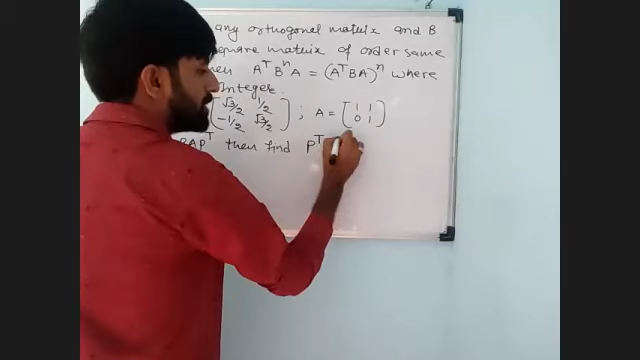 any orthogonel matrix and B
square matrix of order same
then A^T B^n A = (A^T B A)^n where
Integer.
[√3/2 1/2; -1/2 √3/2] ; A = [1 1; 0 1]
PAP^T then find P^T